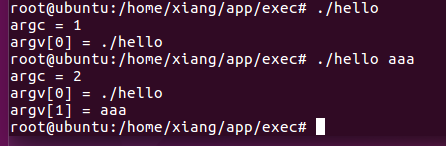 root@ubuntu:/home/xiang/app/exec# ./hello
argc = 1
argv[0] = ./hello
root@ubuntu:/home/xiang/app/exec# ./hello aaa
argc = 2
argv[0] = ./hello
argv[1] = aaa
root@ubuntu:/home/xiang/app/exec#